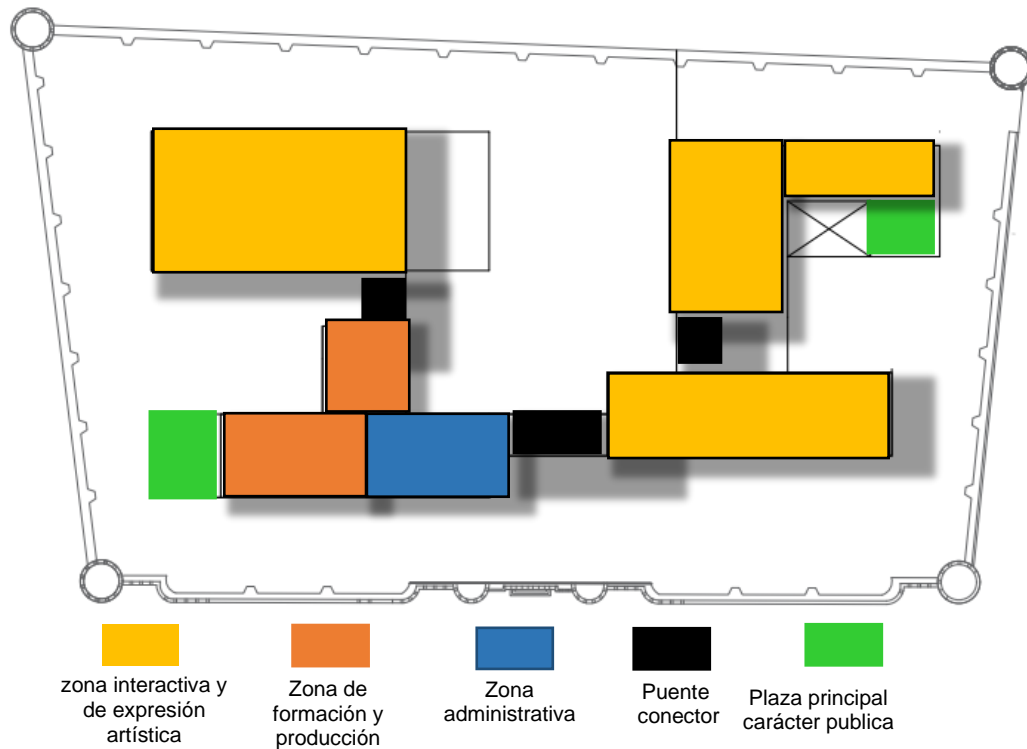 zona interactiva y
de expresión
artística
Zona de
formación y
producción
Zona
administrativa
Puente
conector
Plaza principal
carácter publica